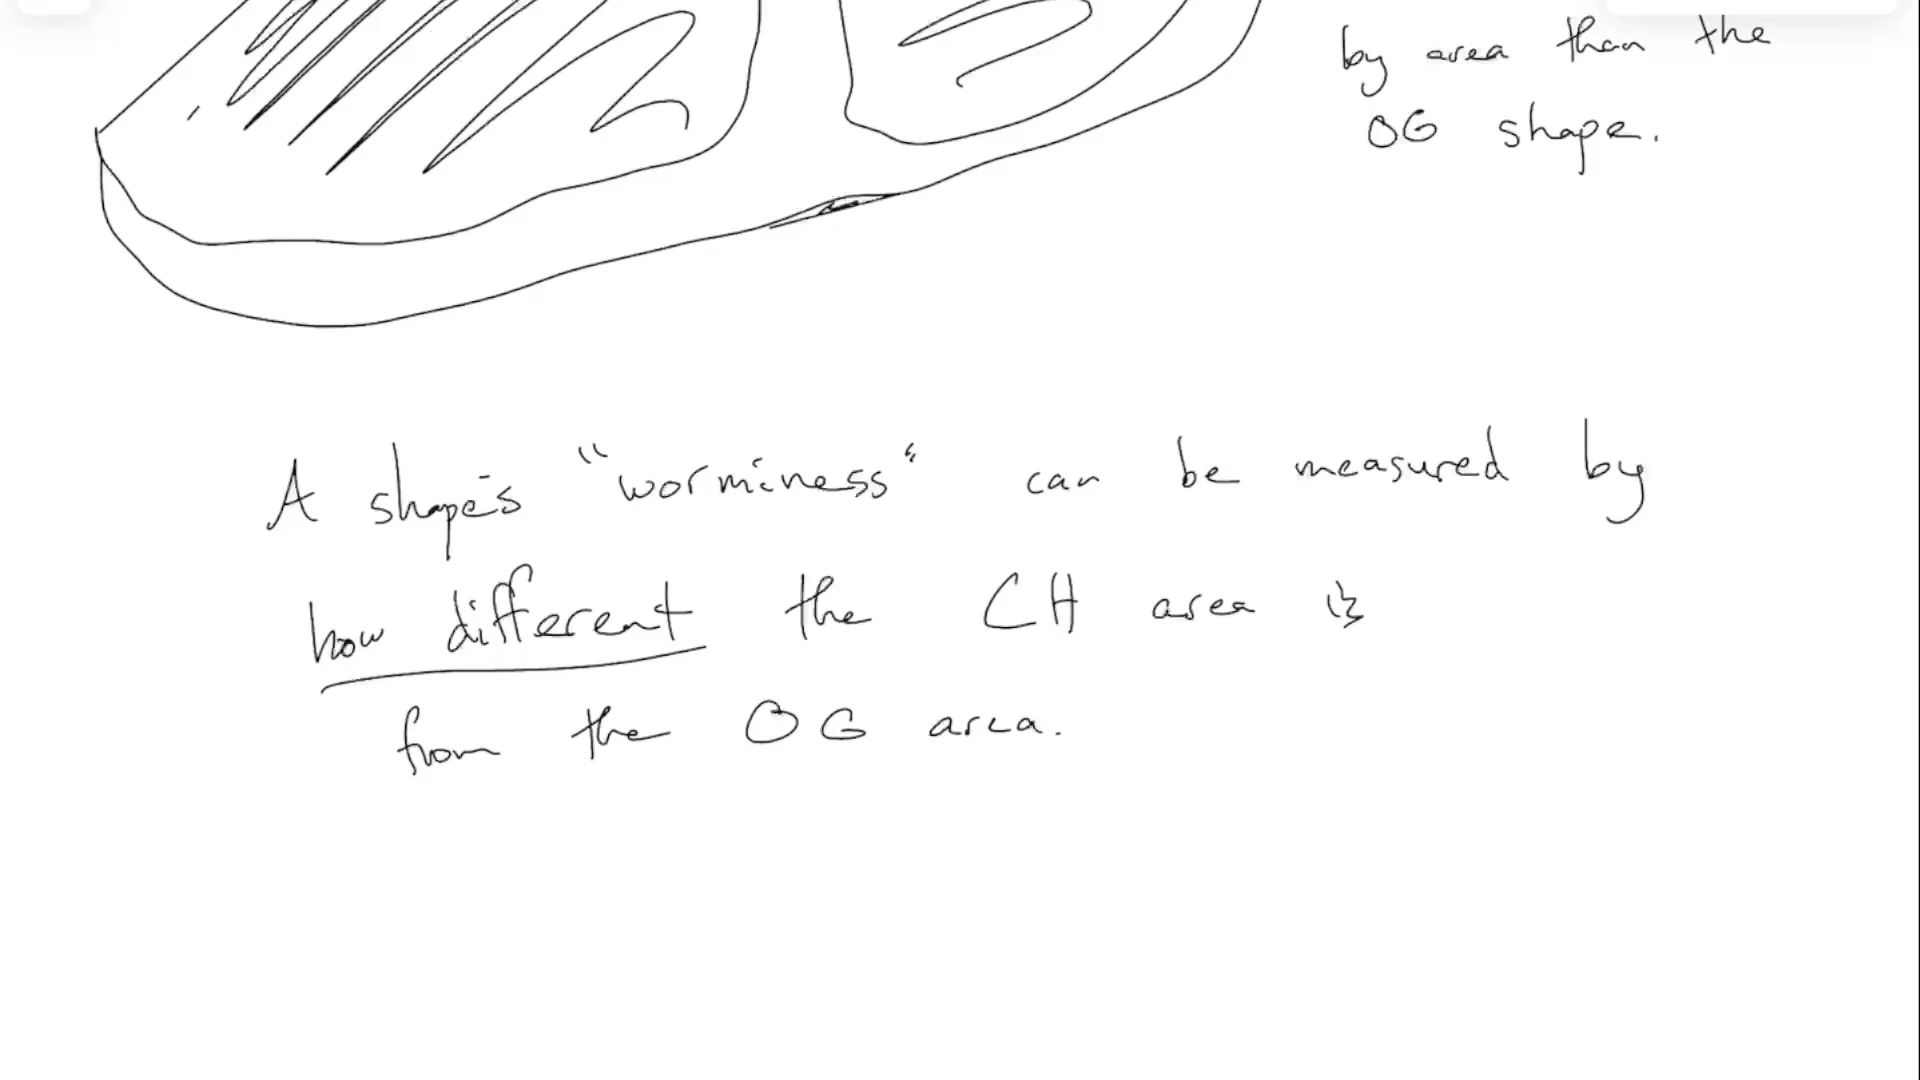 by area than the
OG shape.
A shape's "worminess" can be measured by
how different the CH area is
from the OG area.